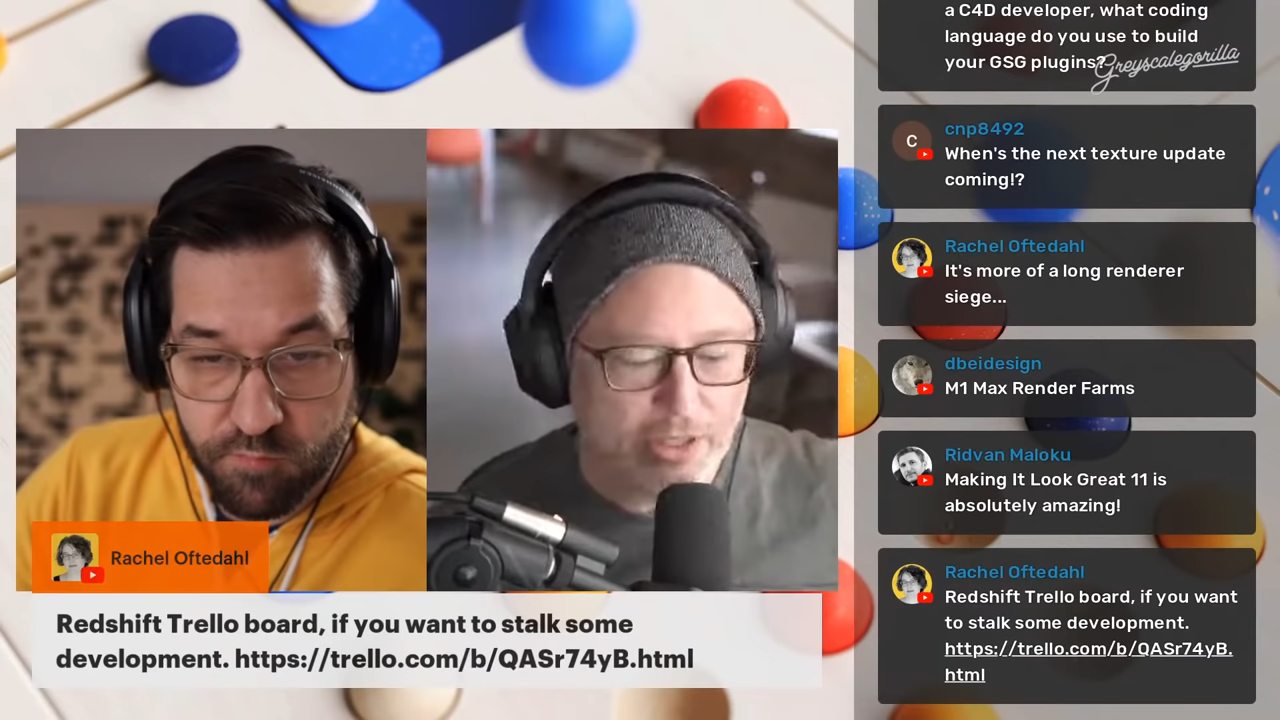 a C4D developer, what coding
language do you use to build
your GSG plugins?
Greyscalegorilla
C
cnp8492
When's the next texture update
coming!?
Rachel Oftedahl
It's more of a long renderer
siege...
dbeidesign
M1 Max Render Farms
Ridvan Maloku
Making It Look Great 11 is
absolutely amazing!
Rachel Oftedahl
Redshift Trello board, if you want
to stalk some development.
https://trello.com/b/QASr74yB.
html
Rachel Oftedahl
Redshift Trello board, if you want to stalk some
development. https://trello.com/b/QASr74yB.html